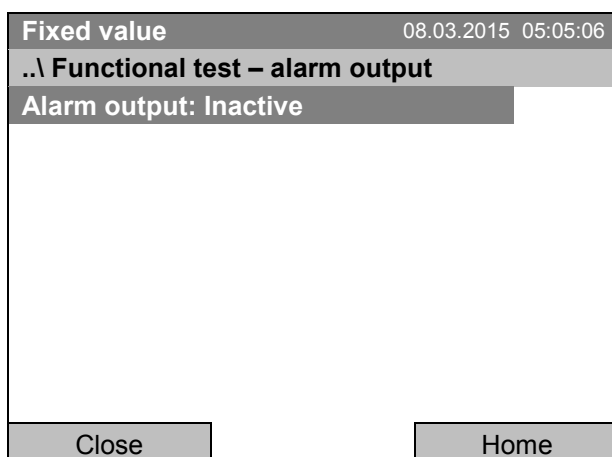 Fixed value 08.03.2015 05:05:06
..\ Functional test – alarm output
Alarm output: Inactive
Close Home